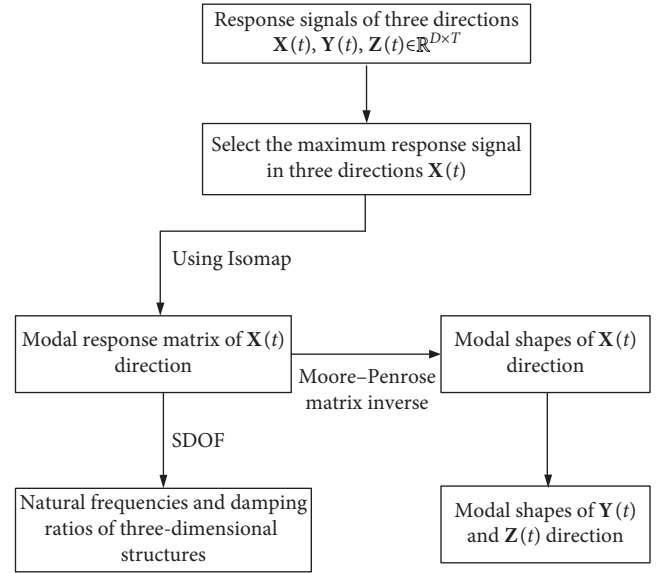 Response signals of three directions
X(t), Y(t), Z(t)∈ℝ^{D×T}
Select the maximum response signal
in three directions X(t)
Using Isomap
Modal response matrix of X(t)
direction
Moore–Penrose
matrix inverse
Modal shapes of X(t)
direction
SDOF
Natural frequencies and damping
ratios of three-dimensional
structures
Modal shapes of Y(t)
and Z(t) direction